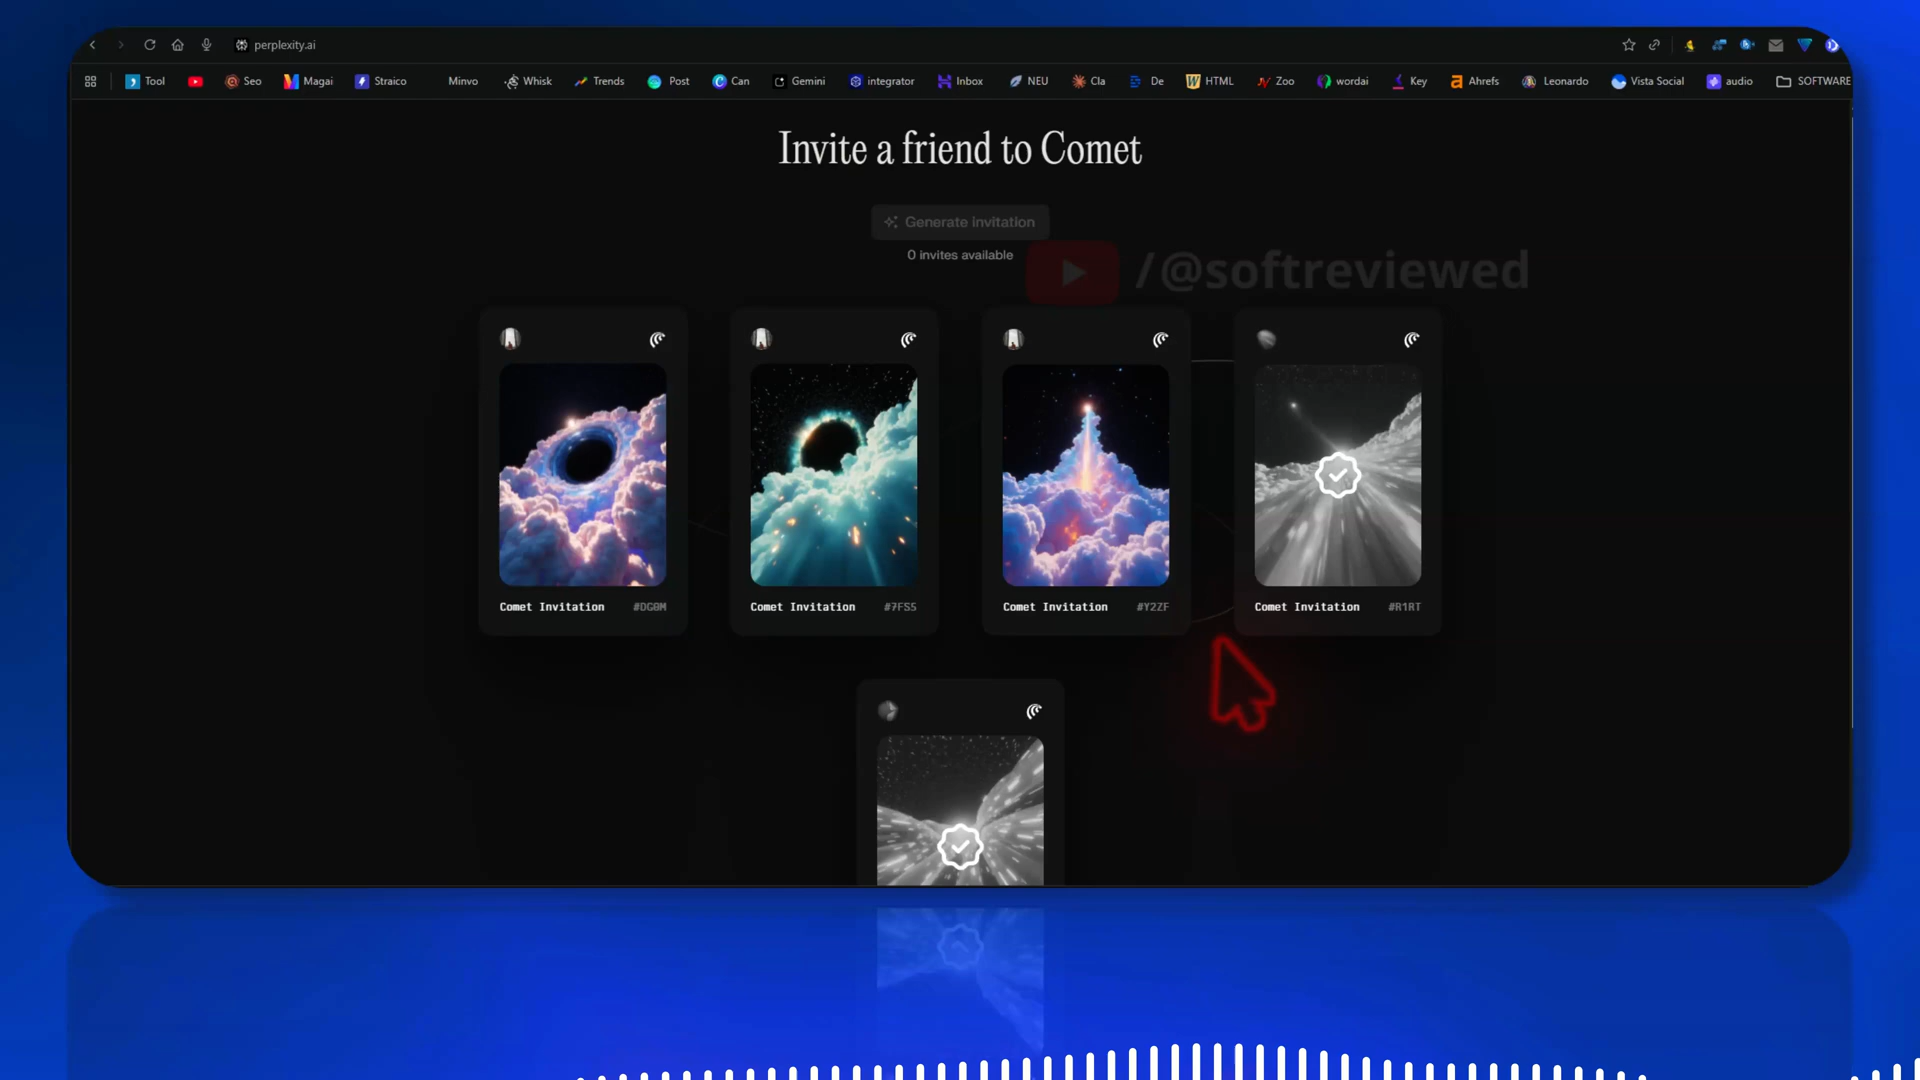 perplexity.ai
Tool Seo Magai Straico Minvo Whisk Trends Post Can Gemini integrator Inbox NEU Cla De HTML Zoo wordai Key Ahrefs Leonardo Vista Social audio SOFTWARE
Invite a friend to Comet
Generate invitation
0 invites available
/@softreviewed
Comet Invitation #DG0M
Comet Invitation #7FS5
Comet Invitation #Y2ZF
Comet Invitation #R1RT